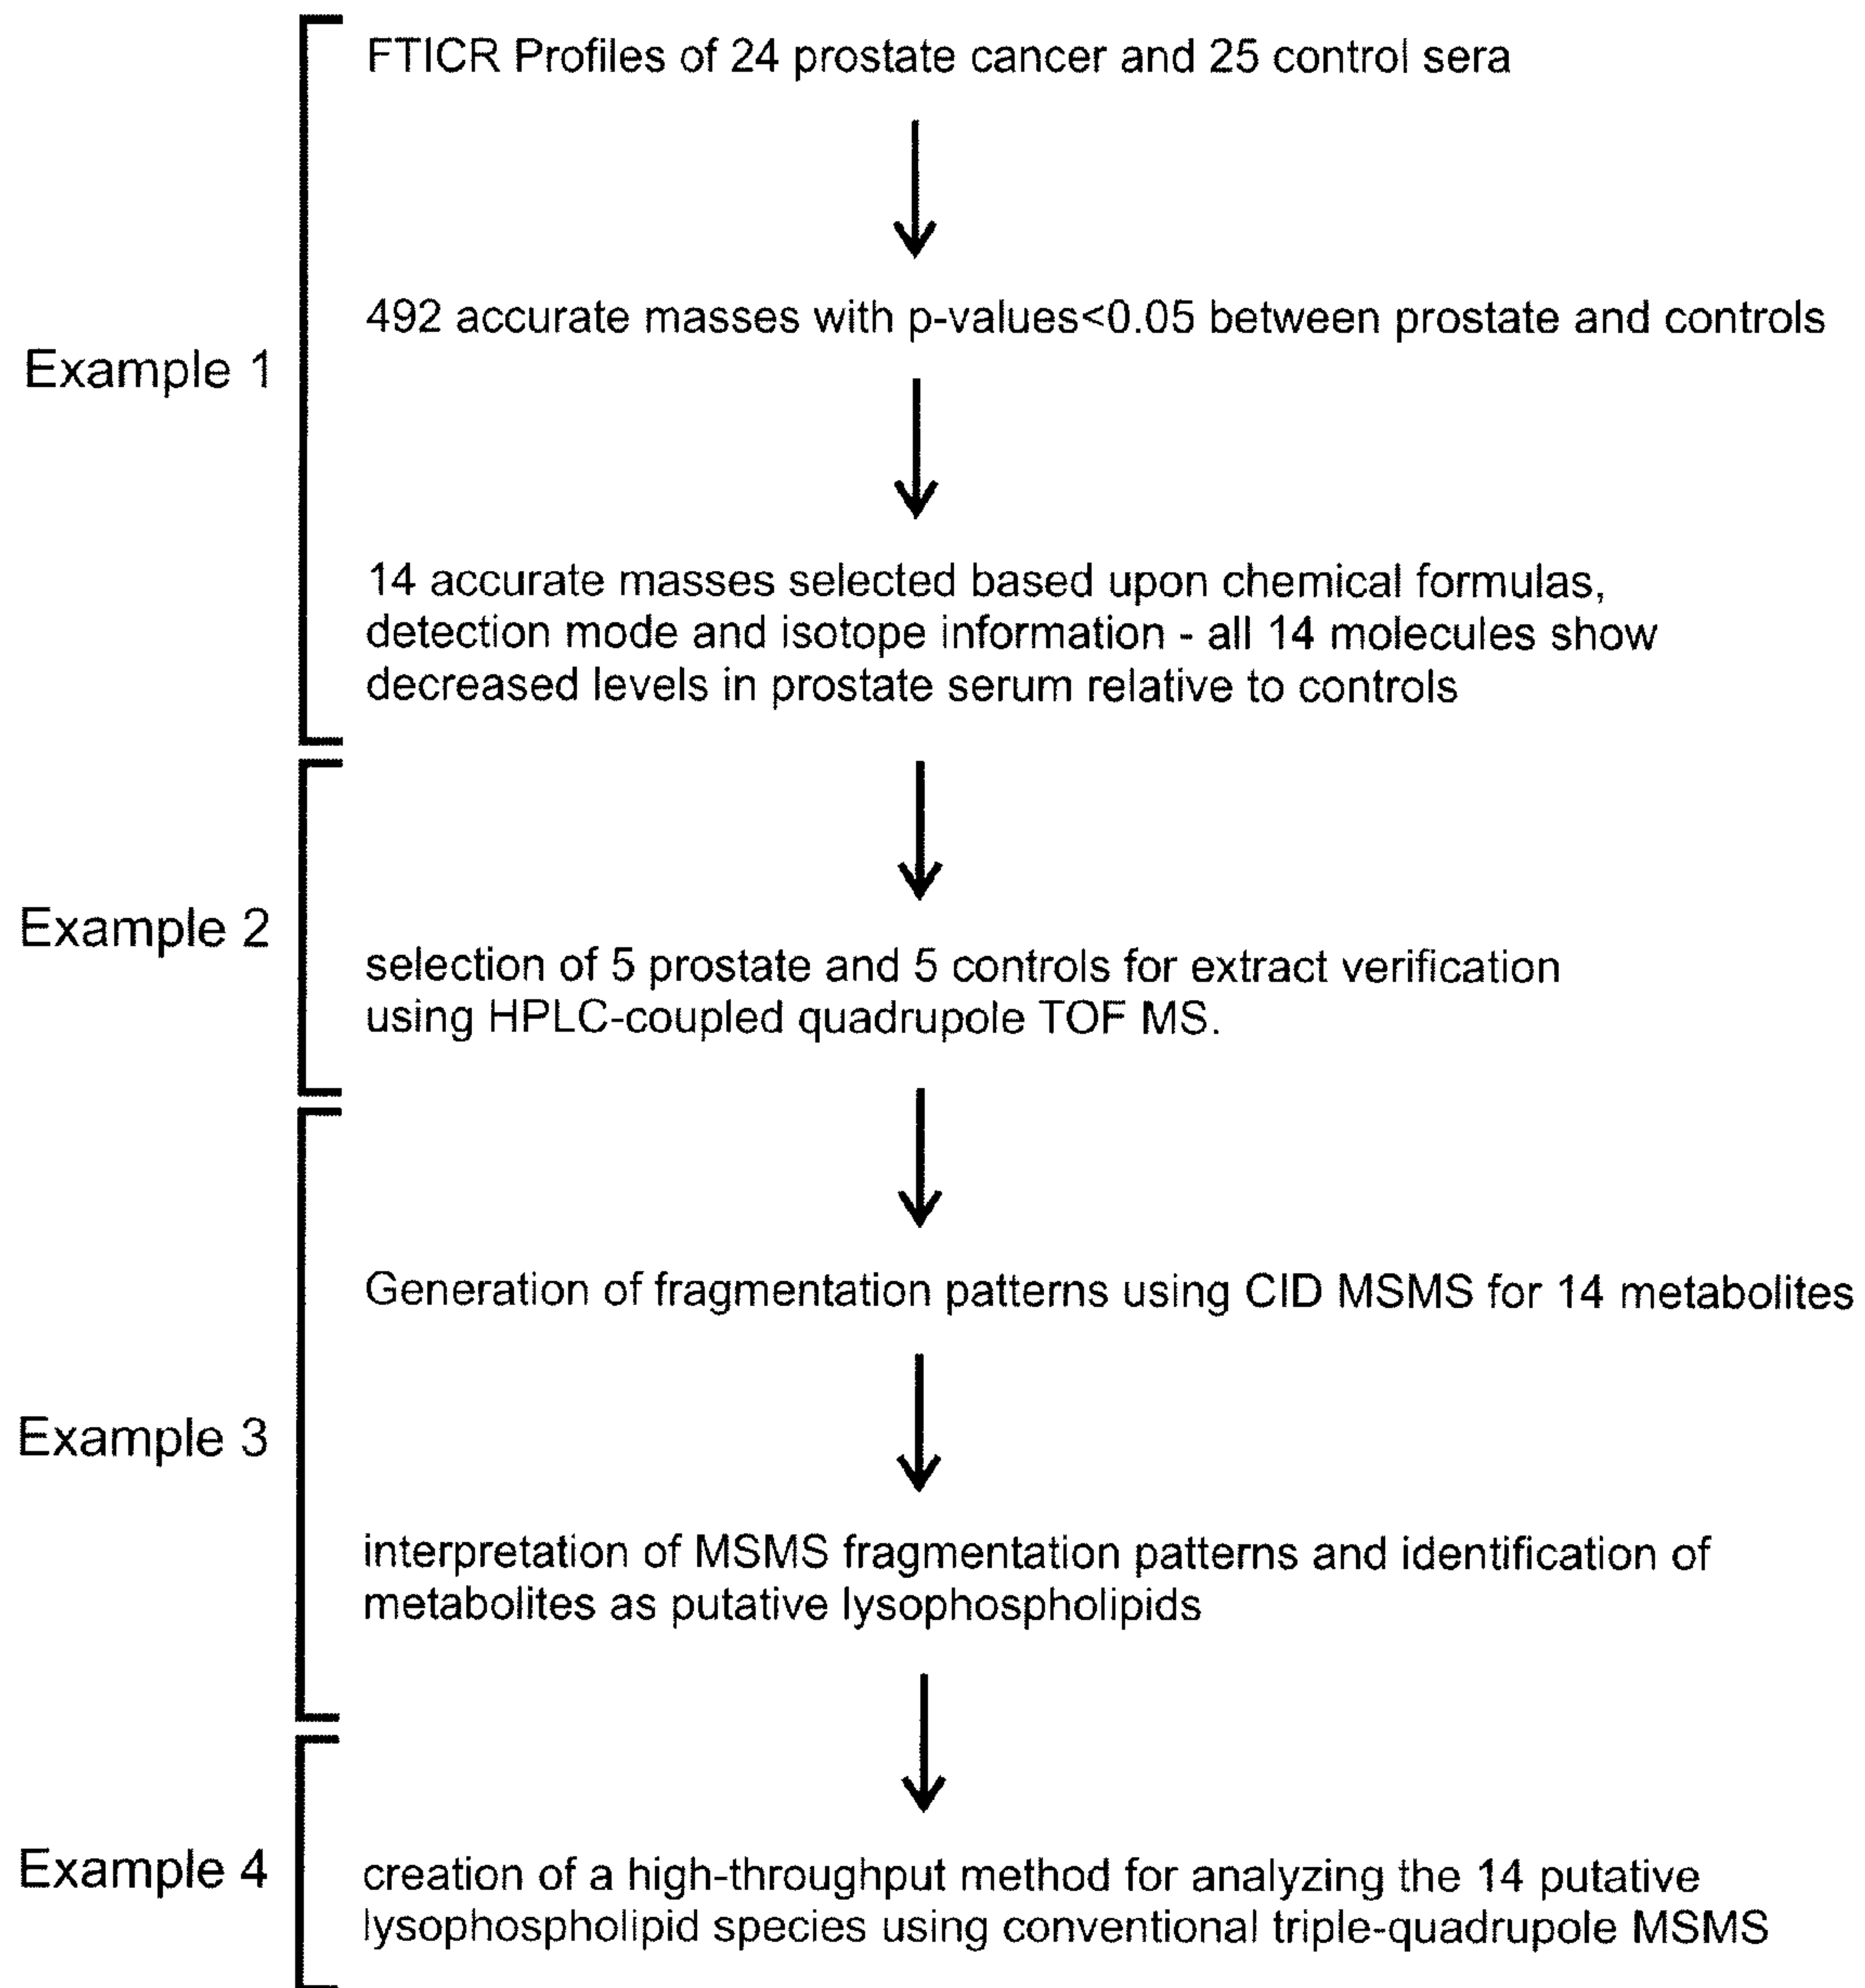 FTICR Profiles of 24 prostate cancer and 25 control sera
492 accurate masses with p-values<0.05 between prostate and controls
Example 1
14 accurate masses selected based upon chemical formulas,
detection mode and isotope information - all 14 molecules show
decreased levels in prostate serum relative to controls
Example 2
selection of 5 prostate and 5 controls for extract verification
using HPLC-coupled quadrupole TOF MS.
Generation of fragmentation patterns using CID MSMS for 14 metabolites
Example 3
interpretation of MSMS fragmentation patterns and identification of
metabolites as putative lysophospholipids
Example 4
creation of a high-throughput method for analyzing the 14 putative
lysophospholipid species using conventional triple-quadrupole MSMS